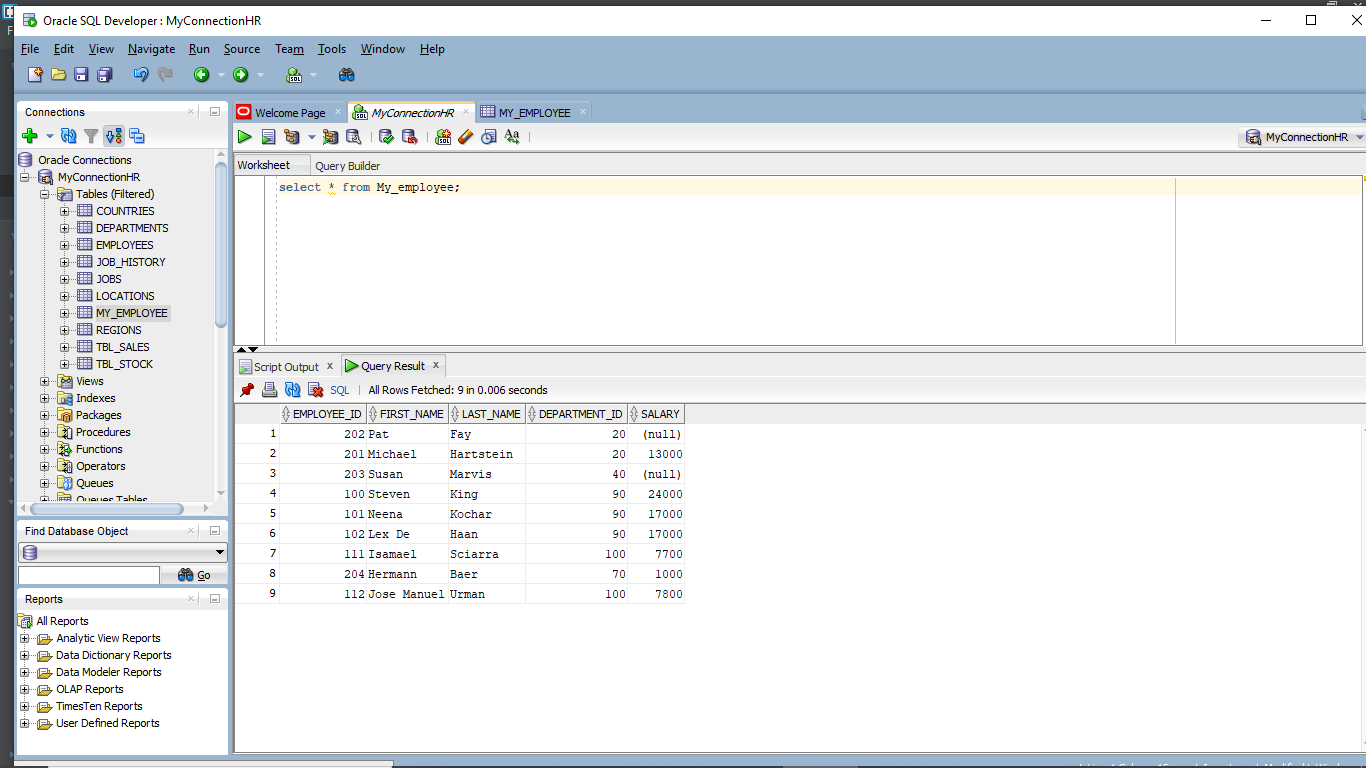 Oracle SQL Developer : MyConnectionHR
File Edit View Navigate Run Source Team Tools Window Help
Connections
Oracle Connections
MyConnectionHR
Tables (Filtered)
COUNTRIES
DEPARTMENTS
EMPLOYEES
JOB_HISTORY
JOBS
LOCATIONS
MY_EMPLOYEE
REGIONS
TBL_SALES
TBL_STOCK
Views
Indexes
Packages
Procedures
Functions
Operators
Queues
Queues Tables
Find Database Object
Go
Reports
All Reports
Analytic View Reports
Data Dictionary Reports
Data Modeler Reports
OLAP Reports
TimesTen Reports
User Defined Reports
Welcome Page MyConnectionHR MY_EMPLOYEE
MyConnectionHR
Worksheet Query Builder
select * from My_employee;
Script Output x Query Result x
SQL | All Rows Fetched: 9 in 0.006 seconds
EMPLOYEE_ID FIRST_NAME LAST_NAME DEPARTMENT_ID SALARY
1 202 Pat Fay 20 (null)
2 201 Michael Hartstein 20 13000
3 203 Susan Marvis 40 (null)
4 100 Steven King 90 24000
5 101 Neena Kochar 90 17000
6 102 Lex De Haan 90 17000
7 111 Isamael Sciarra 100 7700
8 204 Hermann Baer 70 1000
9 112 Jose Manuel Urman 100 7800